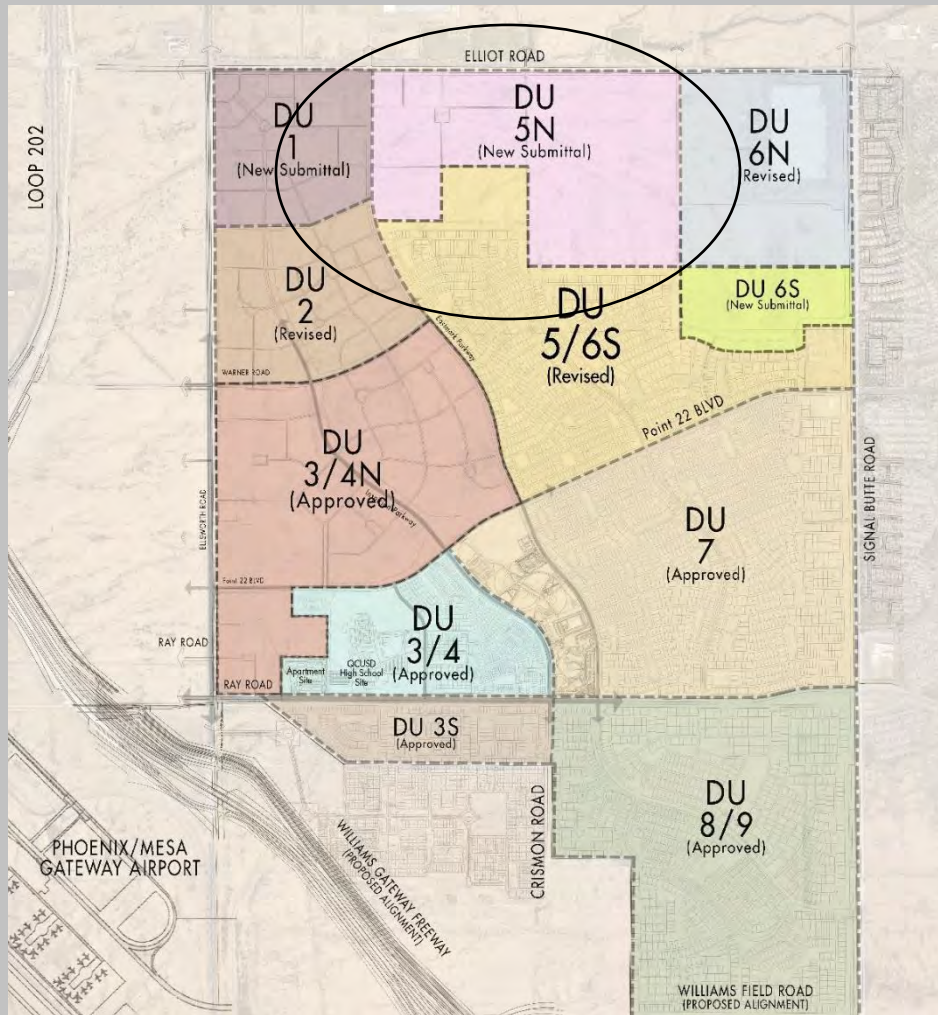 ELLIOT ROAD
LOOP 202
DU
1
(New Submittal)
DU
5N
(New Submittal)
DU
6N
Revised)
DU 6S
(New Submittal)
DU
2
(Revised)
DU
5/6S
(Revised)
Eastmark Parkway
WARNER ROAD
Point 22 BLVD
DU
3/4N
(Approved)
Parkway
ELLSWORTH ROAD
SIGNAL BUTTE ROAD
DU
7
(Approved)
Point 22 BLVD
DU
3/4
(Approved)
RAY ROAD
Apartment
Site
QCUSD
High School
Site
RAY ROAD
DU 3S
(Approved)
CRISMON ROAD
DU
8/9
(Approved)
PHOENIX/MESA
GATEWAY AIRPORT
WILLIAMS GATEWAY FREEWAY
(PROPOSED ALIGNMENT)
WILLIAMS FIELD ROAD
(PROPOSED ALIGNMENT)